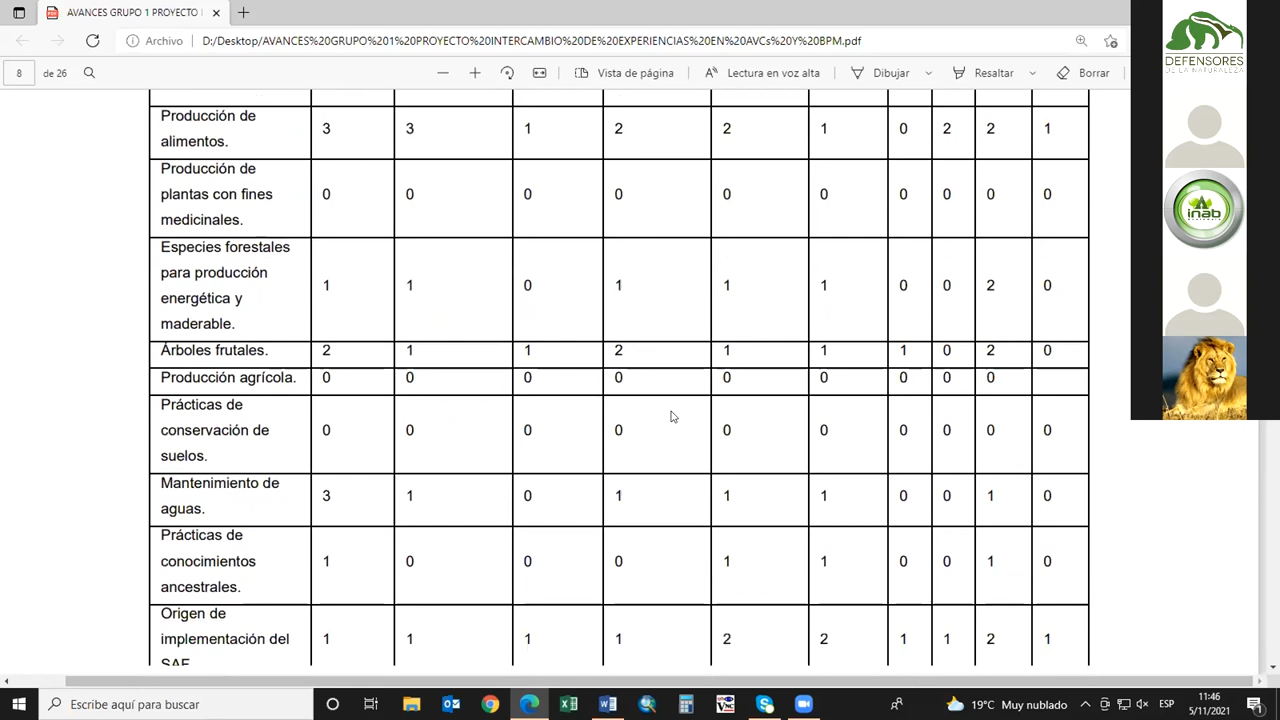 AVANCES GRUPO 1 PROYECTO I
Archivo
D:/Desktop/AVANCES%20GRUPO%201%20PROYECTO%20INTERCAMBIO%20DE%20EXPERIENCIAS%20EN%20AVCs%20Y%20BPM.pdf
8 de 26 Vista de página Lectura en voz alta Dibujar Resaltar Borrar
Producción de
alimentos.
3 3 1 2 2 1 0 2 2 1
Producción de
plantas con fines
medicinales.
0 0 0 0 0 0 0 0 0 0
Especies forestales
para producción
energética y
maderable.
1 1 0 1 1 1 0 0 2 0
Árboles frutales. 2 1 1 2 1 1 1 0 2 0
Producción agrícola. 0 0 0 0 0 0 0 0 0
Prácticas de
conservación de
suelos.
0 0 0 0 0 0 0 0 0 0
Mantenimiento de
aguas.
3 1 0 1 1 1 0 0 1 0
Prácticas de
conocimientos
ancestrales.
1 0 0 0 1 1 0 0 1 0
Origen de
implementación del
SAF
1 1 1 1 2 2 1 1 2 1
DEFENSORES
DE LA NATURALEZA
inab
Escribe aquí para buscar
19°C Muy nublado
ESP
11:46
5/11/2021